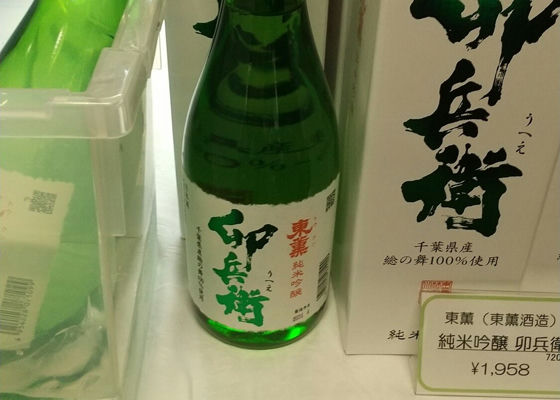 卯兵衛
うへえ
東薫
純米吟醸
卯兵衛
うへえ
千葉県産
総の舞100%使用
純米
東薫（東薫酒造）
純米吟醸 卯兵衛
720
¥1,958